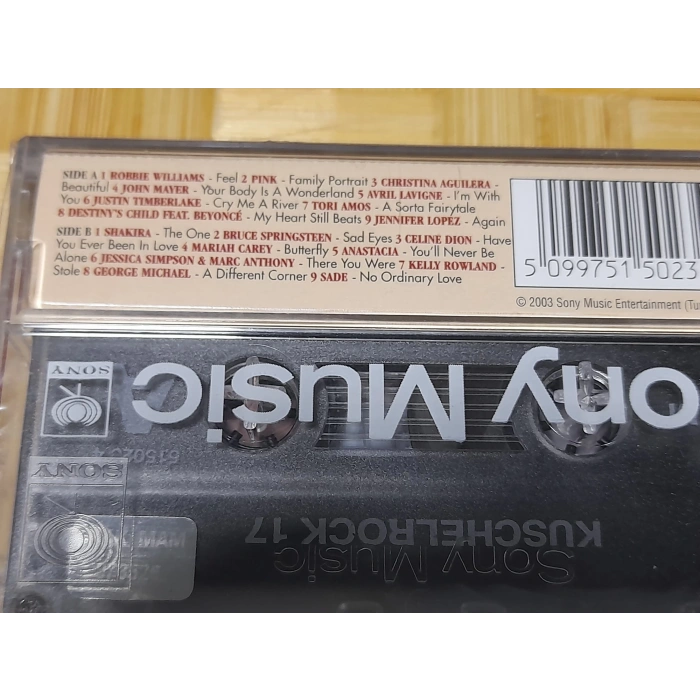 SIDE A 1 ROBBIE WILLIAMS - Feel 2 PINK - Family Portrait 3 CHRISTINA AGUILERA -
Beautiful 4 JOHN MAYER - Your Body Is A Wonderland 5 AVRIL LAVIGNE - I'm With
You 6 JUSTIN TIMBERLAKE - Cry Me A River 7 TORI AMOS - A Sorta Fairytale
8 DESTINY'S CHILD FEAT. BEYONCÉ - My Heart Still Beats 9 JENNIFER LOPEZ - Again
SIDE B 1 SHAKIRA - The One 2 BRUCE SPRINGSTEEN - Sad Eyes 3 CELINE DION - Have
You Ever Been In Love 4 MARIAH CAREY - Butterfly 5 ANASTACIA - You'll Never Be
Alone 6 JESSICA SIMPSON & MARC ANTHONY - There You Were 7 KELLY ROWLAND -
Stole 8 GEORGE MICHAEL - A Different Corner 9 SADE - No Ordinary Love
5 099751 5023
© 2003 Sony Music Entertainment (Tu
SONY
ony Music
SONY
KUSCHELROCK 17
Sony Music